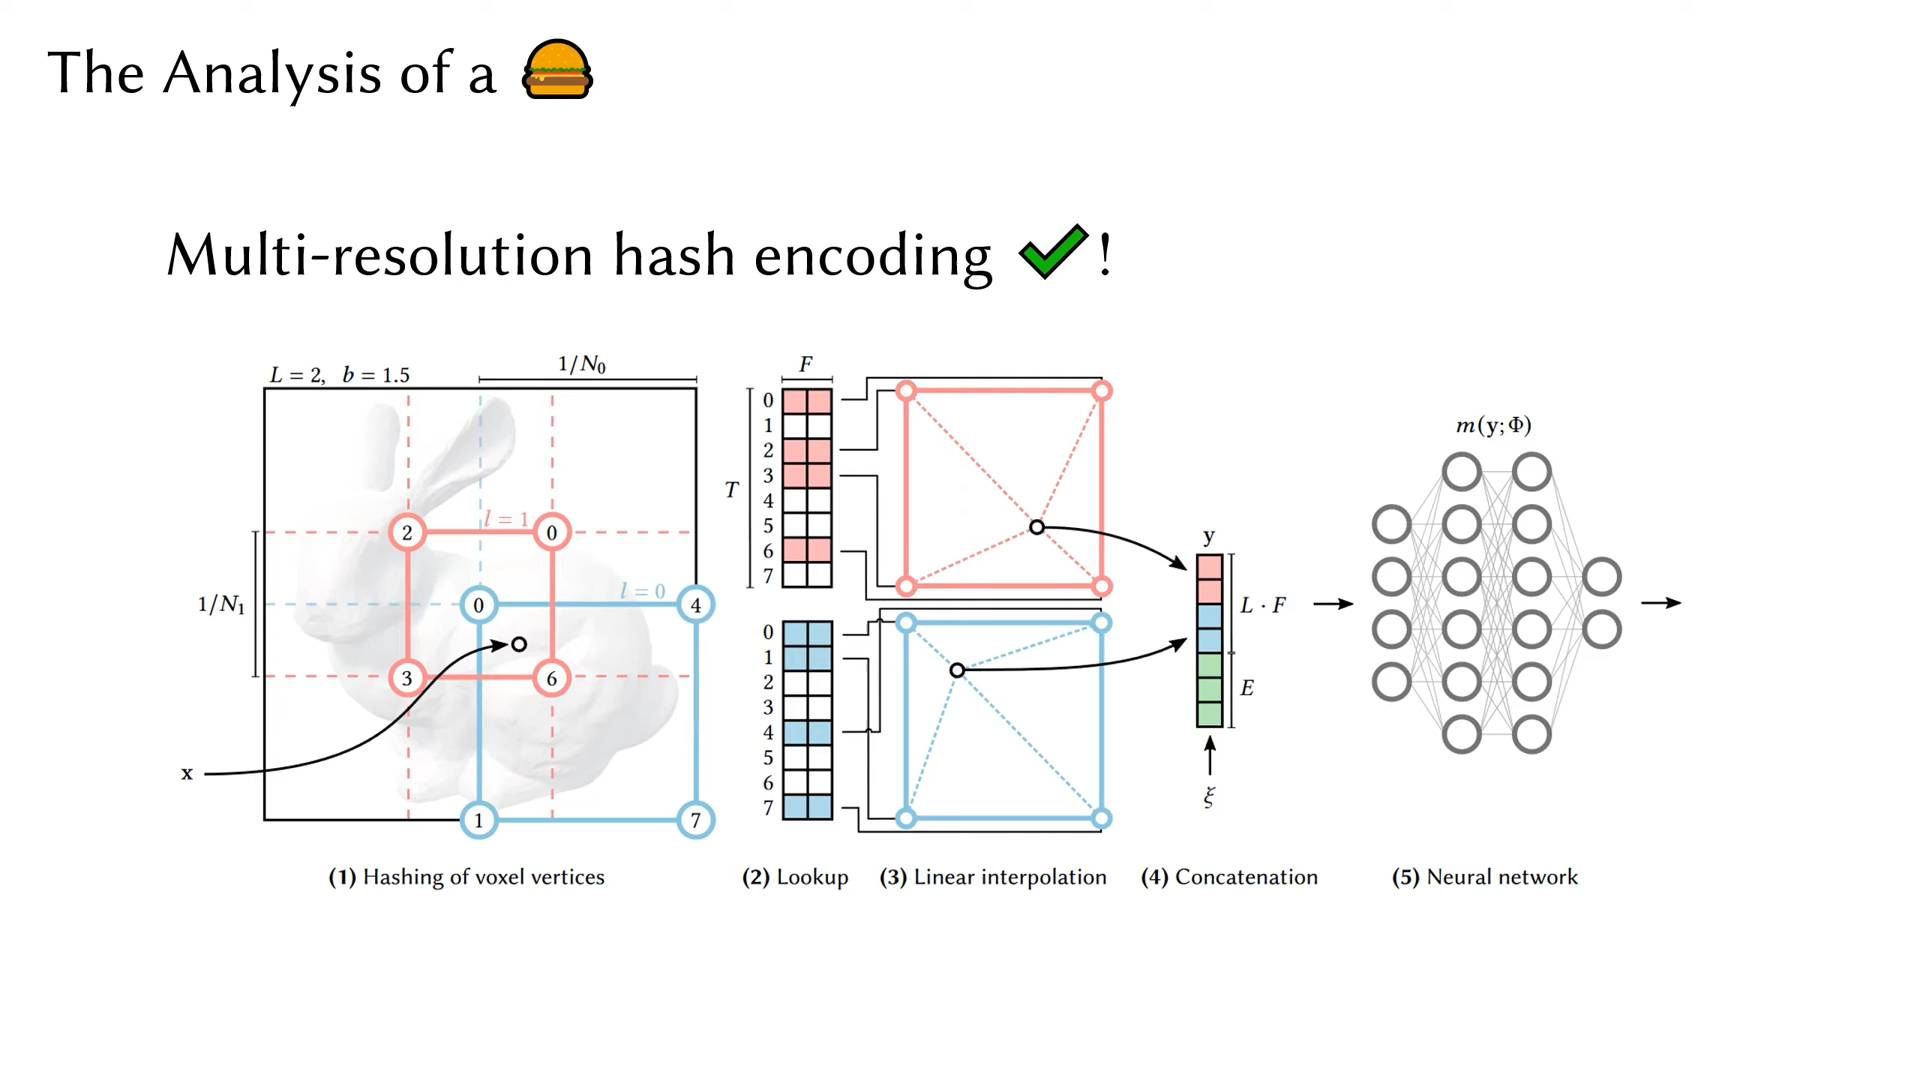 The Analysis of a 🍔
Multi-resolution hash encoding ✔!
L = 2, b = 1.5
1/N₀
1/N₁
l = 1
l = 0
2
0
0
4
3
6
1
7
x
F
T
0
1
2
3
4
5
6
7
0
1
2
3
4
5
6
7
y
L · F
E
ξ
m(y; Φ)
(1) Hashing of voxel vertices
(2) Lookup
(3) Linear interpolation
(4) Concatenation
(5) Neural network